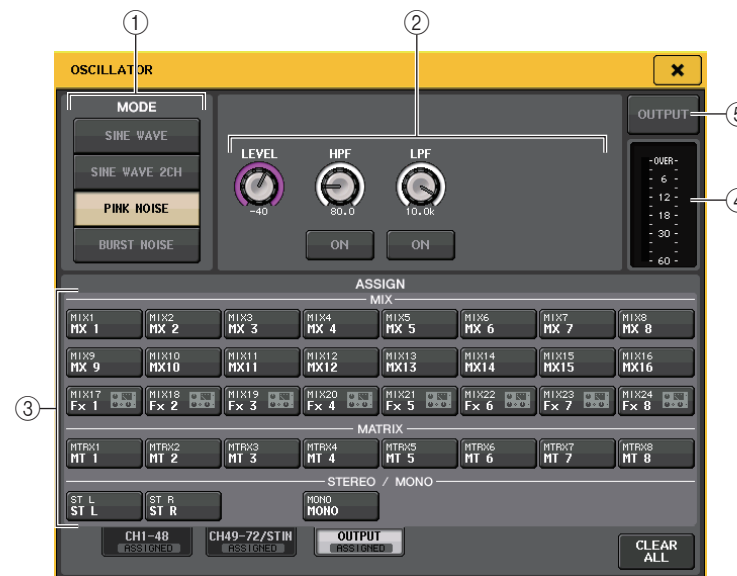 ①
②
OSCILLATOR
×
MODE
SINE WAVE
SINE WAVE 2CH
PINK NOISE
BURST NOISE
LEVEL
HPF
LPF
-40
80.0
10.0k
ON
ON
OUTPUT
⑤
-OVER-
6
12
18
30
60
④
③
ASSIGN
MIX
MIX1 MIX2 MIX3 MIX4 MIX5 MIX6 MIX7 MIX8
MX 1 MX 2 MX 3 MX 4 MX 5 MX 6 MX 7 MX 8
MIX9 MIX10 MIX11 MIX12 MIX13 MIX14 MIX15 MIX16
MX 9 MX10 MX11 MX12 MX13 MX14 MX15 MX16
MIX17 MIX18 MIX19 MIX20 MIX21 MIX22 MIX23 MIX24
Fx 1 Fx 2 Fx 3 Fx 4 Fx 5 Fx 6 Fx 7 Fx 8
MATRIX
MTRX1 MTRX2 MTRX3 MTRX4 MTRX5 MTRX6 MTRX7 MTRX8
MT 1 MT 2 MT 3 MT 4 MT 5 MT 6 MT 7 MT 8
STEREO / MONO
ST L ST R MONO
ST L ST R MONO
CH1-48 CH49-72/STIN OUTPUT
ASSIGNED ASSIGNED ASSIGNED
CLEAR
ALL